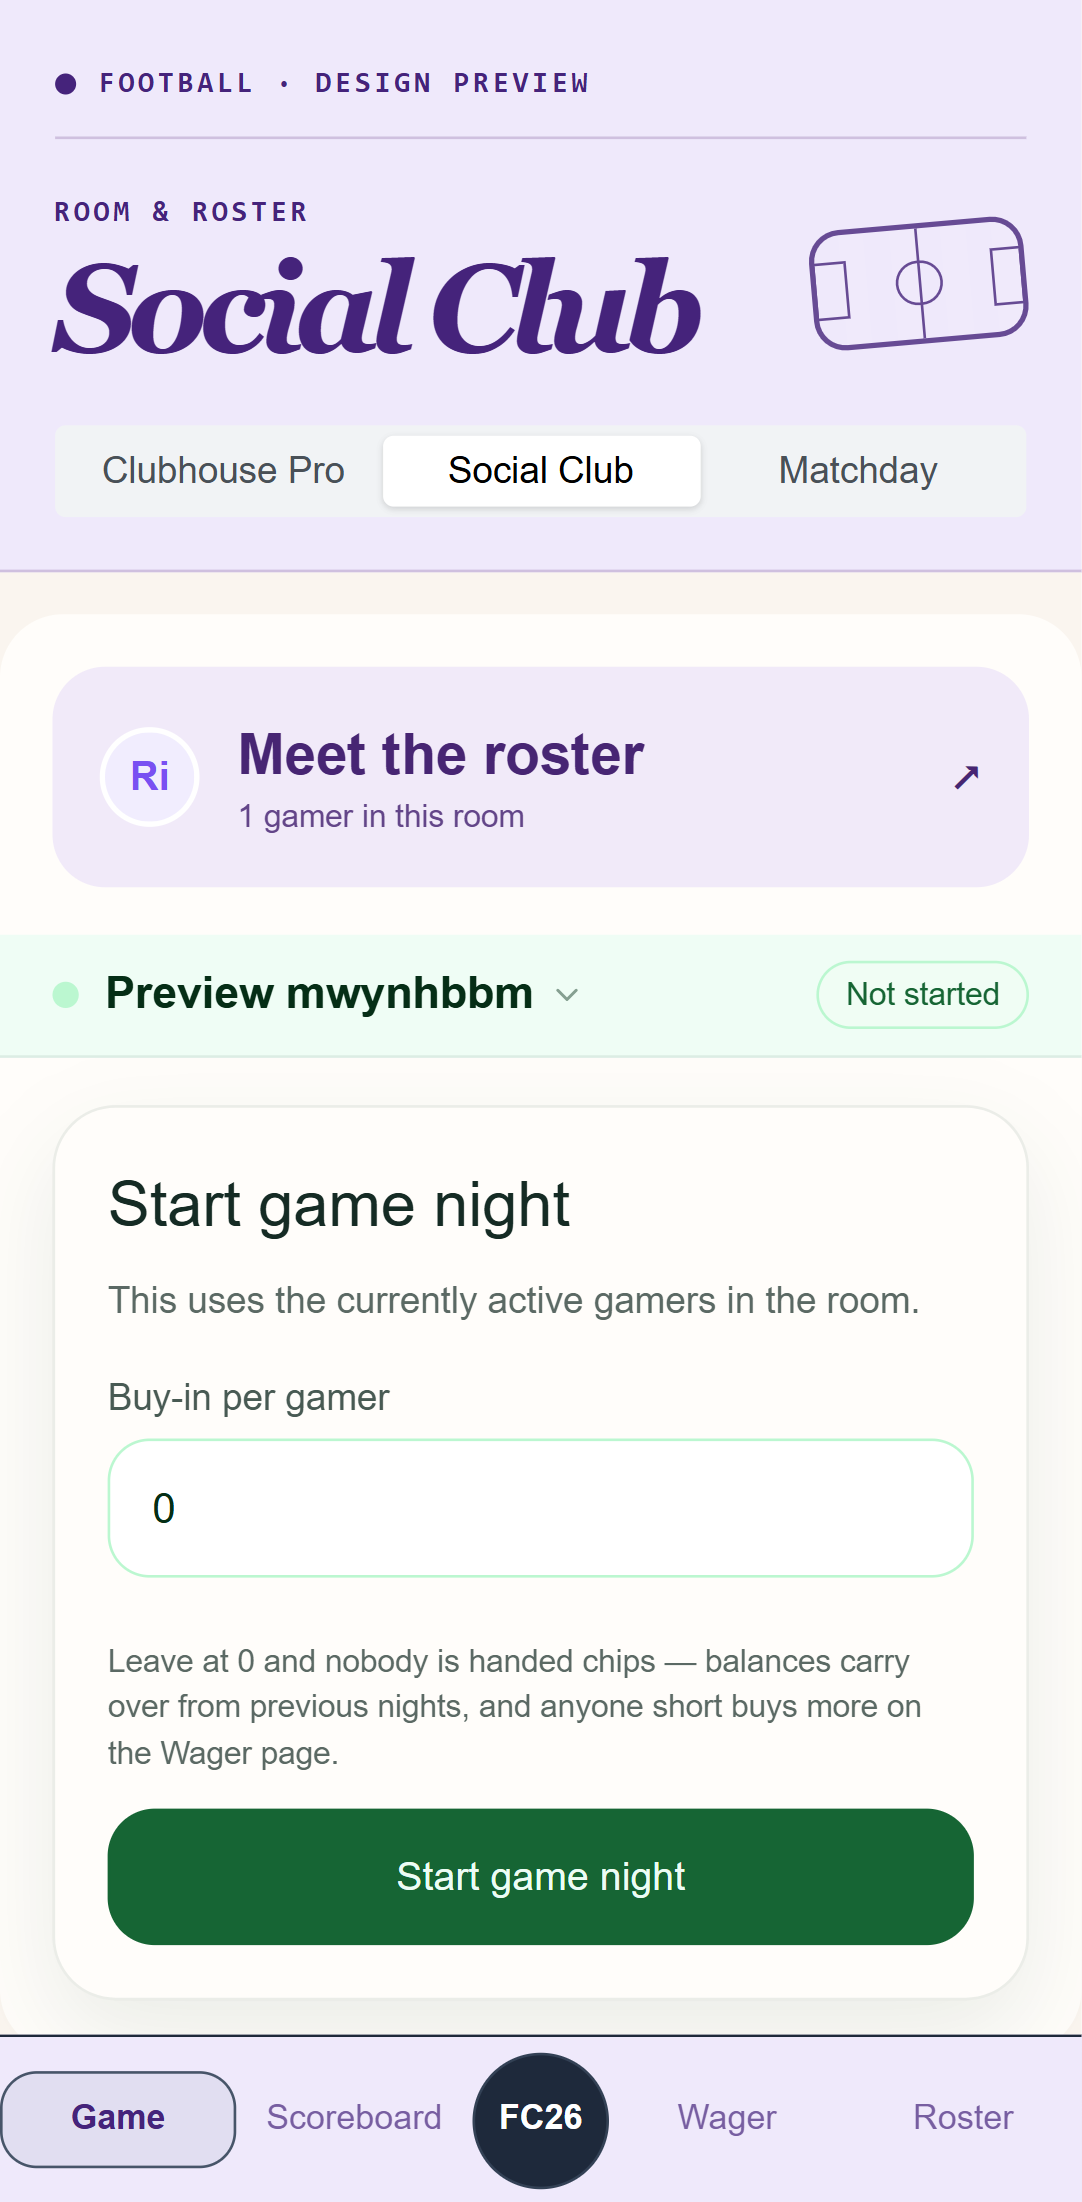 FOOTBALL · DESIGN PREVIEW
ROOM & ROSTER
Social Club
Clubhouse Pro
Social Club
Matchday
Ri
Meet the roster
1 gamer in this room
↗
Preview mwynhbbm
Not started
Start game night
This uses the currently active gamers in the room.
Buy-in per gamer
0
Leave at 0 and nobody is handed chips — balances carry
over from previous nights, and anyone short buys more on
the Wager page.
Start game night
Game
Scoreboard
FC26
Wager
Roster